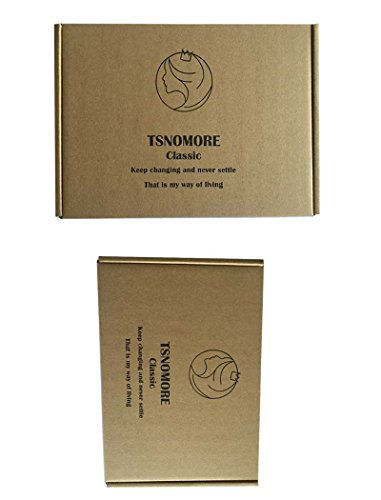 TSNOMORE
Classic
Keep changing and never settle
That is my way of living
TSNOMORE
Classic
Keep changing and never settle
That is my way of living